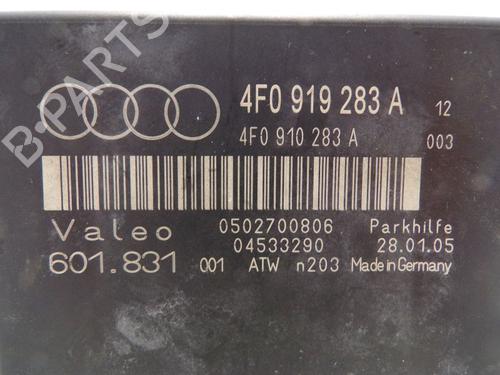 B-PARTS
4F0 919 283 A 12
4F0 910 283 A 003
Valeo 0502700806 Parkhilfe
04533290 28.01.05
601.831 001 ATW n203 Made in Germany